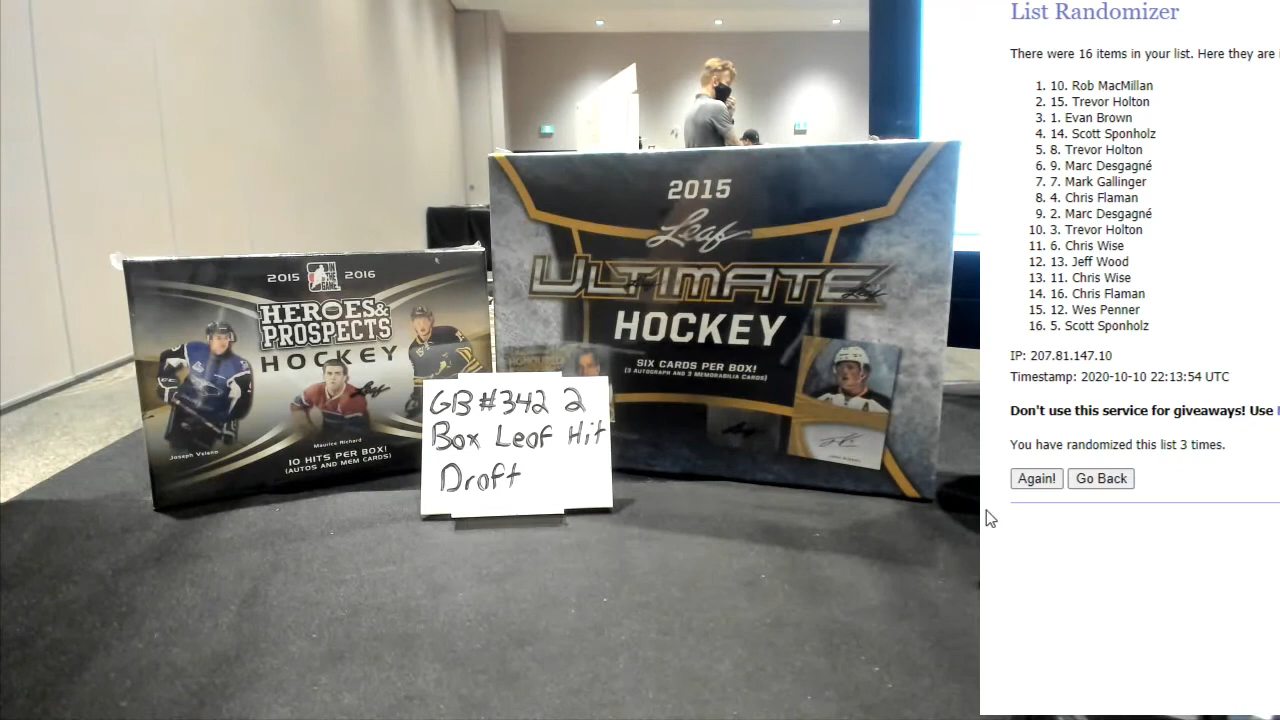 2015 2016
HEROES&
PROSPECTS
HOCKEY
Joseph Veleno
Maurice Richard
10 HITS PER BOX!
(AUTOS AND MEM CARDS)
2015
Leaf
ULTIMATE
HOCKEY
SIX CARDS PER BOX!
(3 AUTOGRAPH AND 3 MEMORABILIA CARDS)
GB #342 2
Box Leaf Hit
Draft
List Randomizer
There were 16 items in your list. Here they are
1. 10. Rob MacMillan
2. 15. Trevor Holton
3. 1. Evan Brown
4. 14. Scott Sponholz
5. 8. Trevor Holton
6. 9. Marc Desgagné
7. 7. Mark Gallinger
8. 4. Chris Flaman
9. 2. Marc Desgagné
10. 3. Trevor Holton
11. 6. Chris Wise
12. 13. Jeff Wood
13. 11. Chris Wise
14. 16. Chris Flaman
15. 12. Wes Penner
16. 5. Scott Sponholz
IP: 207.81.147.10
Timestamp: 2020-10-10 22:13:54 UTC
Don't use this service for giveaways! Use
You have randomized this list 3 times.
Again! Go Back